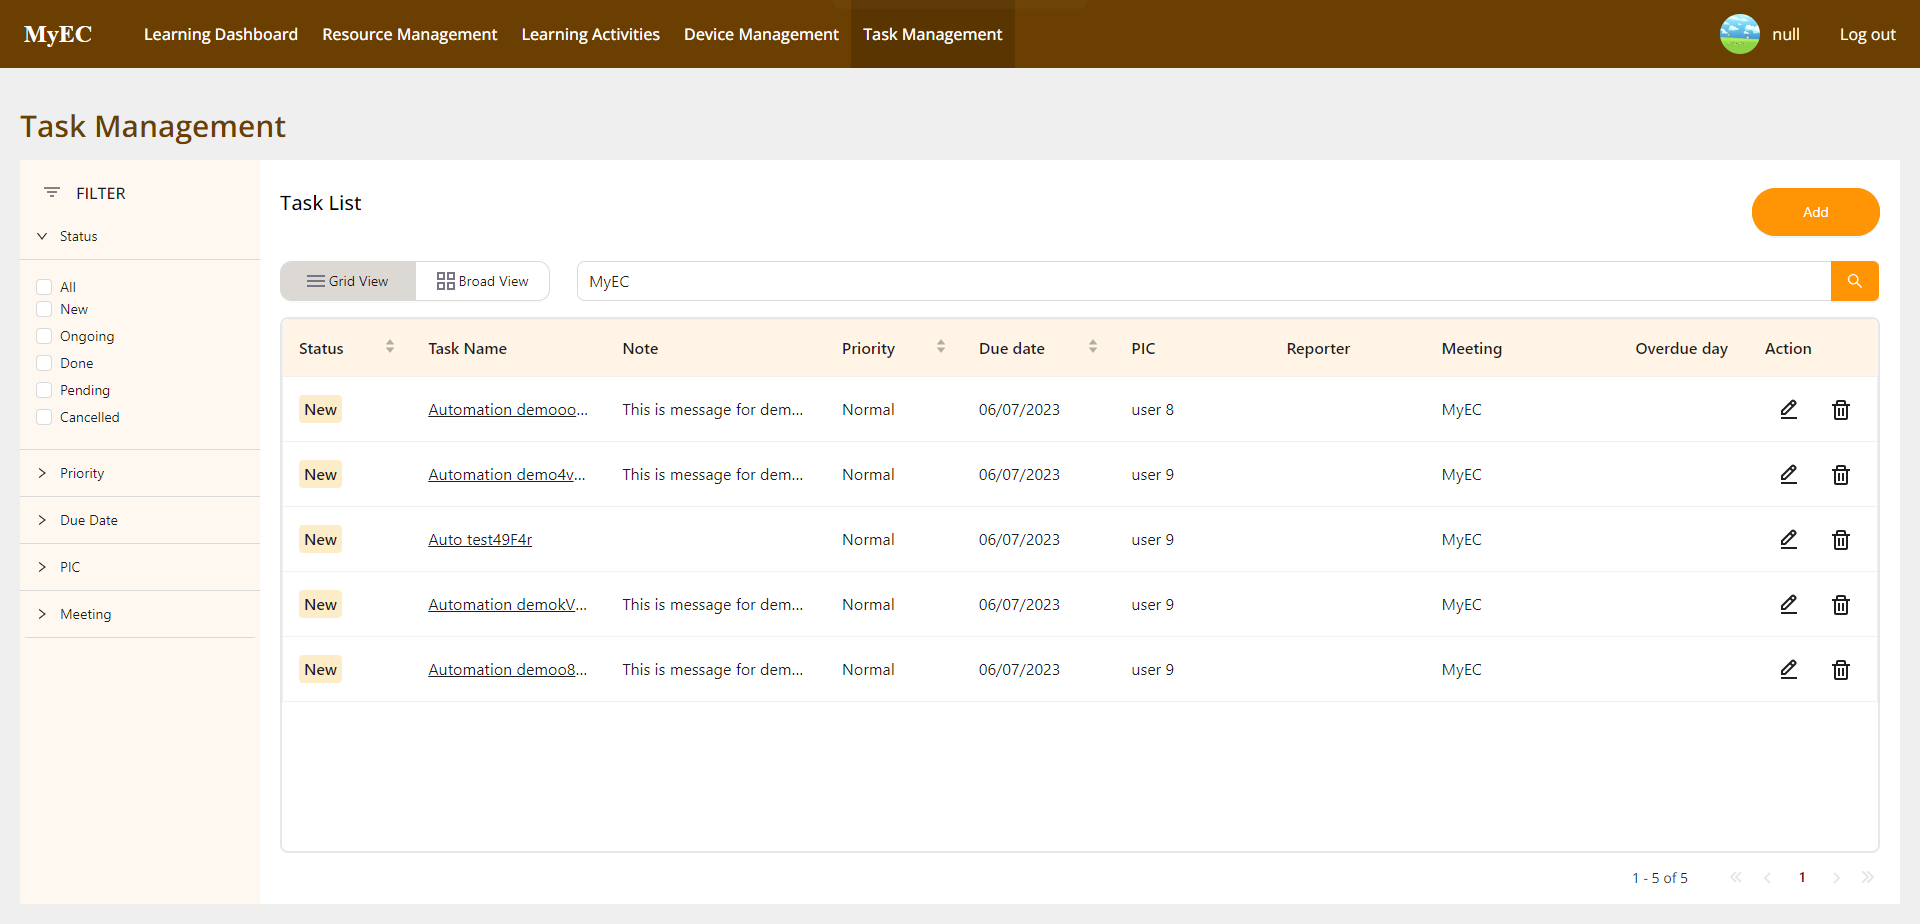 MyEC Learning Dashboard Resource Management Learning Activities Device Management Task Management null Log out
Task Management
FILTER
Status
All
New
Ongoing
Done
Pending
Cancelled
Priority
Due Date
PIC
Meeting
Task List
Add
Grid View Broad View MyEC
Status Task Name Note Priority Due date PIC Reporter Meeting Overdue day Action
New Automation demooo... This is message for dem... Normal 06/07/2023 user 8 MyEC
New Automation demo4v... This is message for dem... Normal 06/07/2023 user 9 MyEC
New Auto test49F4r Normal 06/07/2023 user 9 MyEC
New Automation demokV... This is message for dem... Normal 06/07/2023 user 9 MyEC
New Automation demoo8... This is message for dem... Normal 06/07/2023 user 9 MyEC
1 - 5 of 5 1